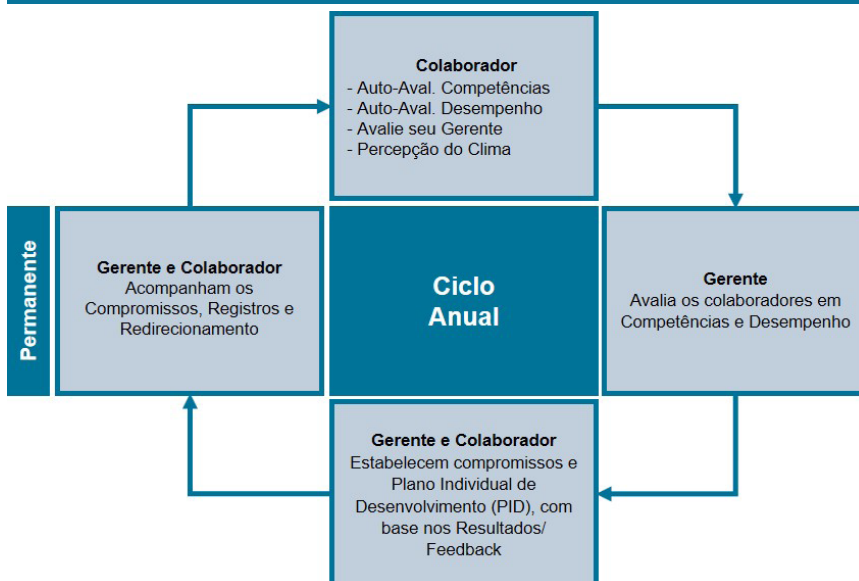 Colaborador
- Auto-Aval. Competências
- Auto-Aval. Desempenho
- Avalie seu Gerente
- Percepção do Clima
Permanente
Gerente e Colaborador
Acompanham os
Compromissos, Registros e
Redirecionamento
Ciclo
Anual
Gerente
Avalia os colaboradores em
Competências e Desempenho
Gerente e Colaborador
Estabelecem compromissos e
Plano Individual de
Desenvolvimento (PID), com
base nos Resultados/
Feedback